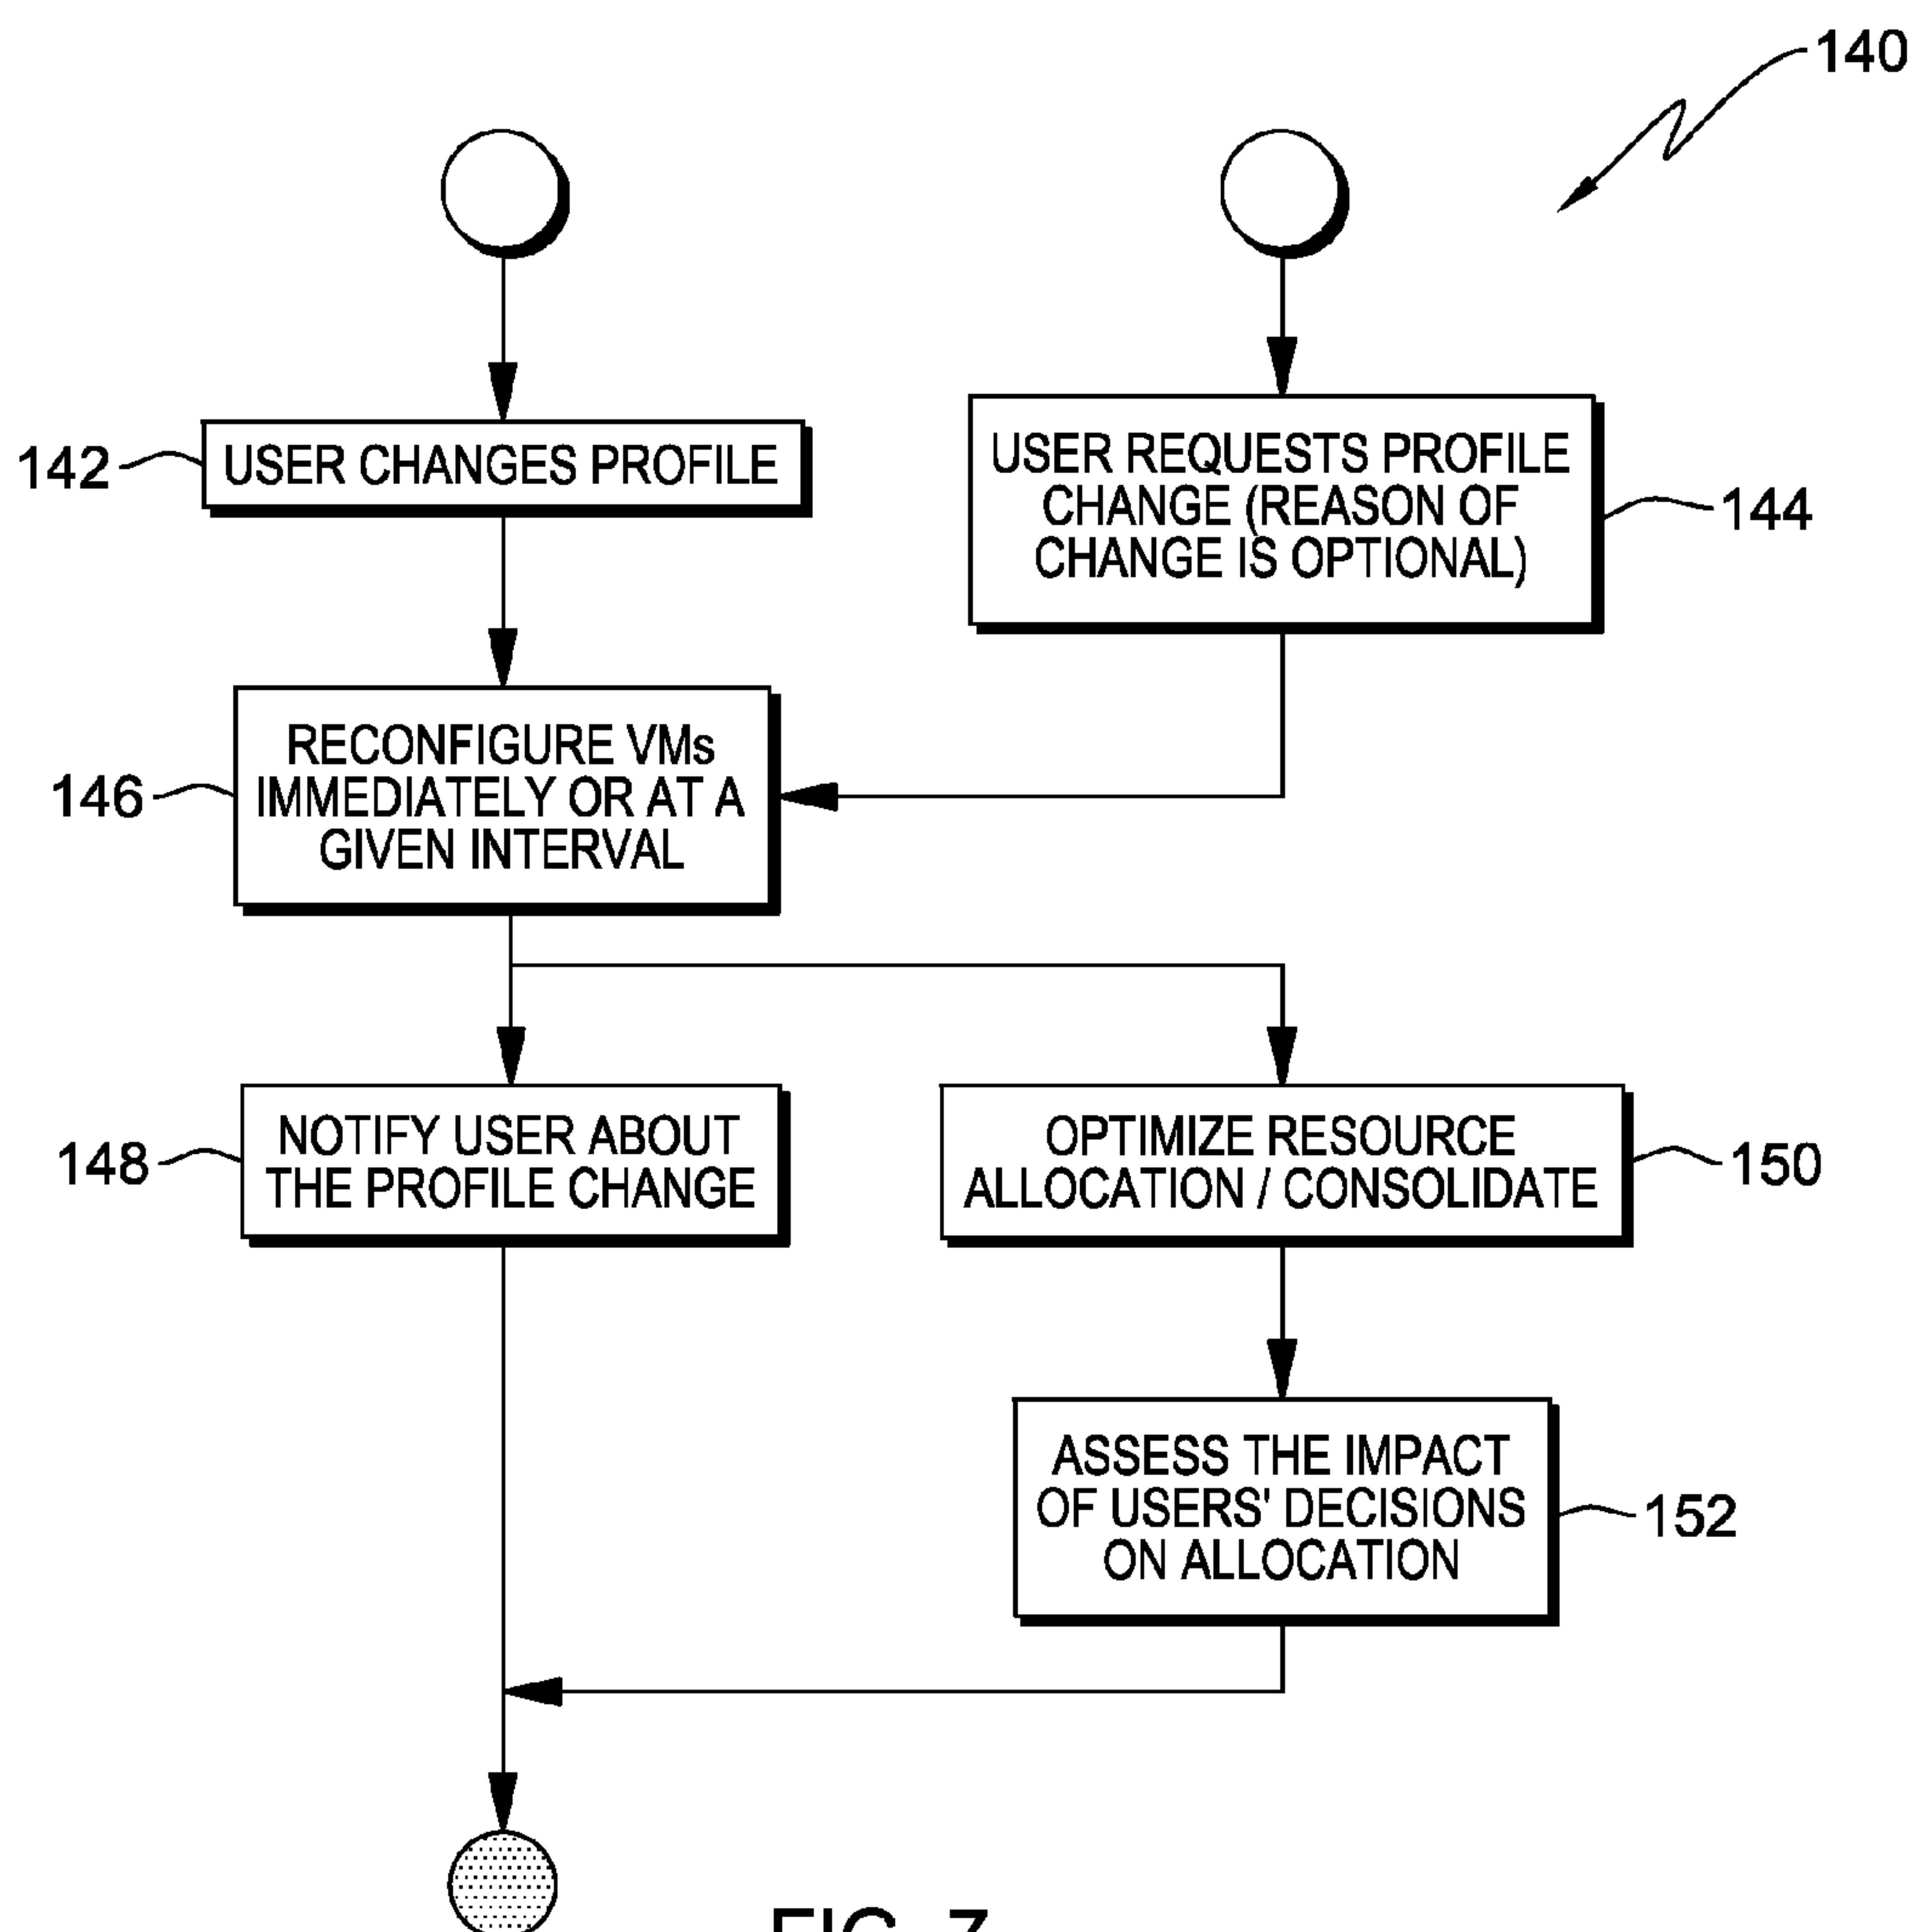 140
142
USER CHANGES PROFILE
USER REQUESTS PROFILE
CHANGE (REASON OF
CHANGE IS OPTIONAL)
144
146
RECONFIGURE VMs
IMMEDIATELY OR AT A
GIVEN INTERVAL
148
NOTIFY USER ABOUT
THE PROFILE CHANGE
OPTIMIZE RESOURCE
ALLOCATION / CONSOLIDATE
150
ASSESS THE IMPACT
OF USERS' DECISIONS
ON ALLOCATION
152
FIG. 7